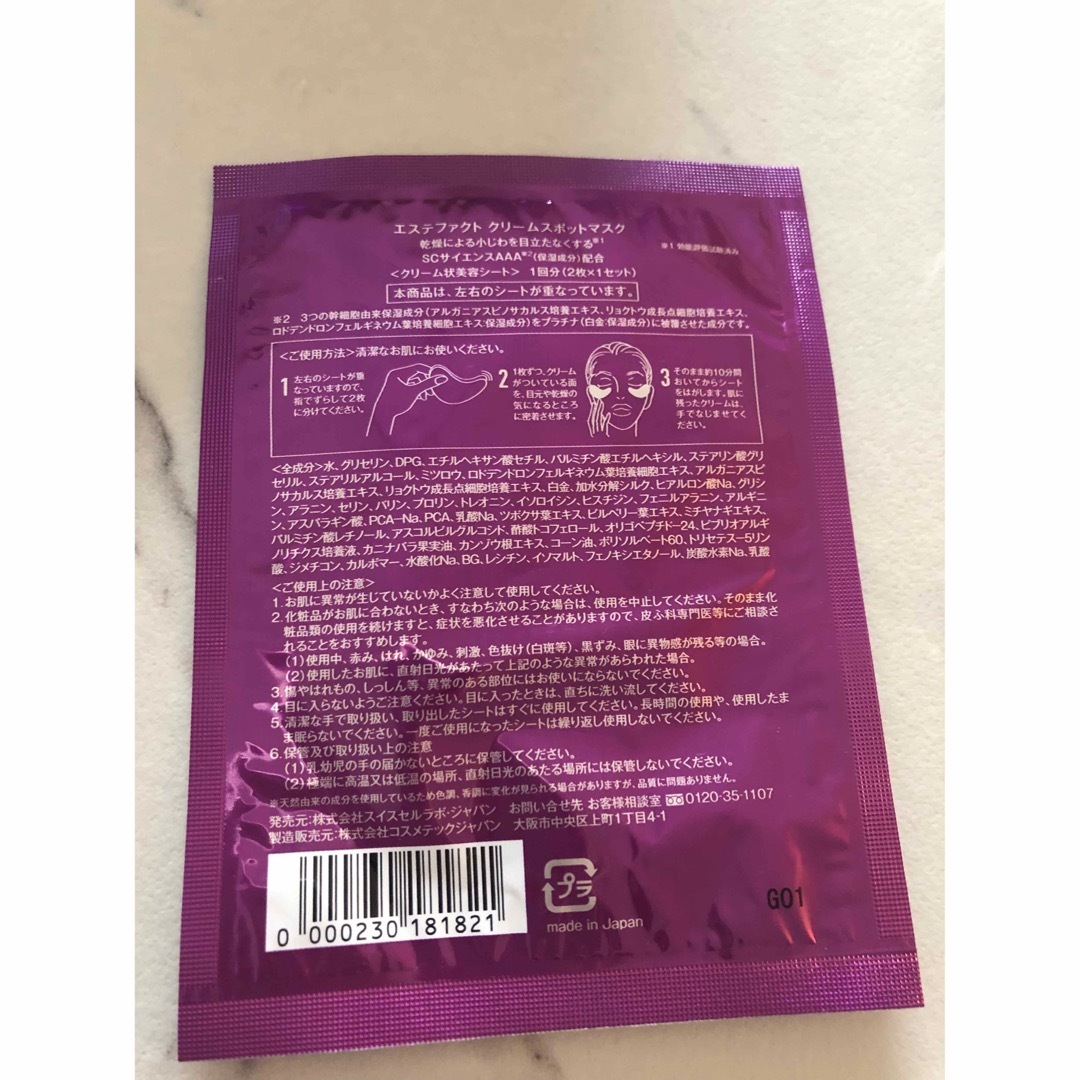 エステファクト クリームスポットマスク
乾燥による小じわを目立たなくする※1
※1 効能評価試験済み
SCサイエンスAAA※2(保湿成分)配合
<クリーム状美容シート> 1回分(2枚×1セット)
本商品は、左右のシートが重なっています。
※2 3つの幹細胞由来保湿成分(アルガニアスピノサカルス培養エキス、リョクトウ成長点細胞培養エキス、
ロドデンドロンフェルギネウム葉培養細胞エキス:保湿成分)をプラチナ(白金:保湿成分)に被覆させた成分です。
<ご使用方法>清潔なお肌にお使いください。
1 左右のシートが重
なっていますので、
指でずらして2枚
に分けてください。
2 1枚ずつ、クリーム
がついている面
を、目元や乾燥の
気になるところ
に密着させます。
3 そのまま約10分間
おいてからシート
をはがします。肌に
残ったクリームは、
手でなじませてく
ださい。
<全成分>水、グリセリン、DPG、エチルヘキサン酸セチル、パルミチン酸エチルヘキシル、ステアリン酸グリ
セリル、ステアリルアルコール、ミツロウ、ロドデンドロンフェルギネウム葉培養細胞エキス、アルガニアスピ
ノサカルス培養エキス、リョクトウ成長点細胞培養エキス、白金、加水分解シルク、ヒアルロン酸Na、グリシ
ン、アラニン、セリン、バリン、プロリン、トレオニン、イソロイシン、ヒスチジン、フェニルアラニン、アルギニ
ン、アスパラギン酸、PCA-Na、PCA、乳酸Na、ツボクサ葉エキス、ビルベリー葉エキス、ミチヤナギエキス、
パルミチン酸レチノール、アスコルビルグルコシド、酢酸トコフェロール、オリゴペプチド-24、ビブリオアルギ
ノリチクス培養液、カニナバラ果実油、カンゾウ根エキス、コーン油、ポリソルベート60、トリセテス-5リン
酸、ジメチコン、カルボマー、水酸化Na、BG、レシチン、イソマルト、フェノキシエタノール、炭酸水素Na、乳酸
<ご使用上の注意>
1.お肌に異常が生じていないかよく注意して使用してください。
2.化粧品がお肌に合わないとき、すなわち次のような場合は、使用を中止してください。そのまま化
粧品類の使用を続けますと、症状を悪化させることがありますので、皮ふ科専門医等にご相談さ
れることをおすすめします。
(1)使用中、赤み、はれ、かゆみ、刺激、色抜け(白斑等)、黒ずみ、眼に異物感が残る等の場合。
(2)使用したお肌に、直射日光があたって上記のような異常があらわれた場合。
3.傷やはれもの、しっしん等、異常のある部位にはお使いにならないでください。
4.目に入らないようご注意ください。目に入ったときは、直ちに洗い流してください。
5.清潔な手で取り扱い、取り出したシートはすぐに使用してください。長時間の使用や、使用したま
ま眠らないでください。一度ご使用になったシートは繰り返し使用しないでください。
6.保管及び取り扱い上の注意
(1)乳幼児の手の届かないところに保管してください。
(2)極端に高温又は低温の場所、直射日光のあたる場所には保管しないでください。
※天然由来の成分を使用しているため色調、香調に変化が見られる場合がありますが、品質に問題ありません。
発売元:株式会社スイスセルラボ・ジャパン お問い合せ先 お客様相談室 0120-35-1107
製造販売元:株式会社コスメテックジャパン 大阪市中央区上町1丁目4-1
0 000230 181821
プラ
made in Japan
G01